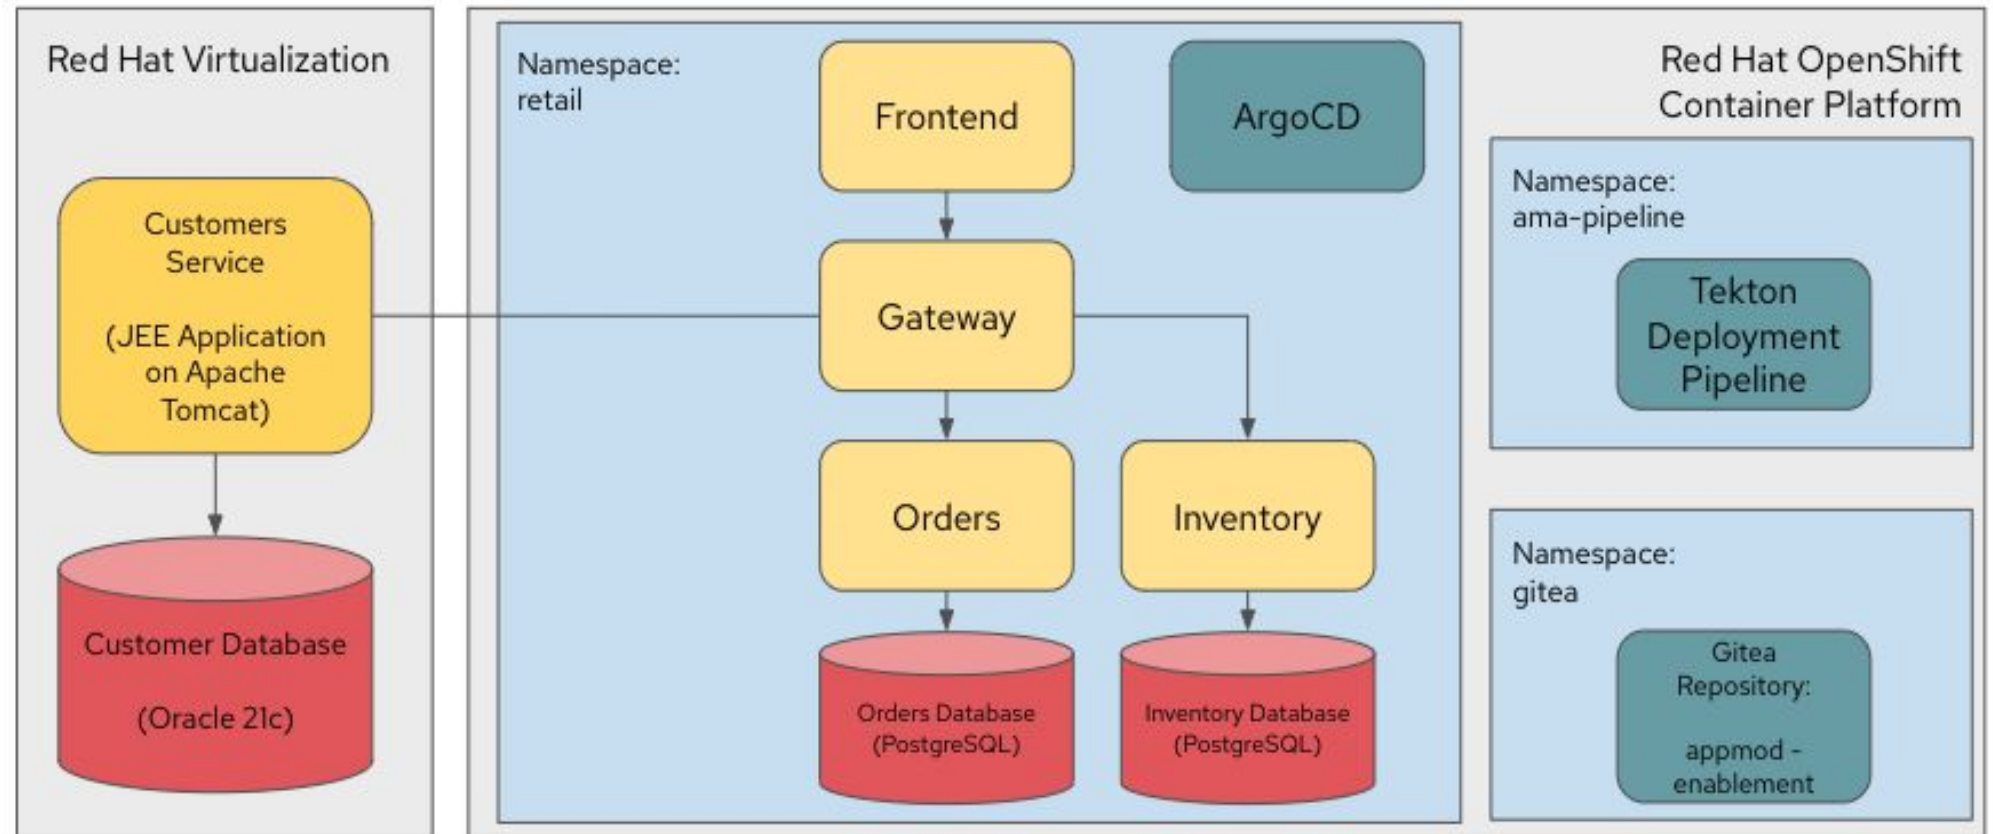 Red Hat Virtualization
Customers
Service
(JEE Application
on Apache
Tomcat)
Customer Database
(Oracle 21c)
Namespace:
retail
Frontend
ArgoCD
Gateway
Orders
Inventory
Orders Database
(PostgreSQL)
Inventory Database
(PostgreSQL)
Red Hat OpenShift
Container Platform
Namespace:
ama-pipeline
Tekton
Deployment
Pipeline
Namespace:
gitea
Gitea
Repository:
appmod -
enablement